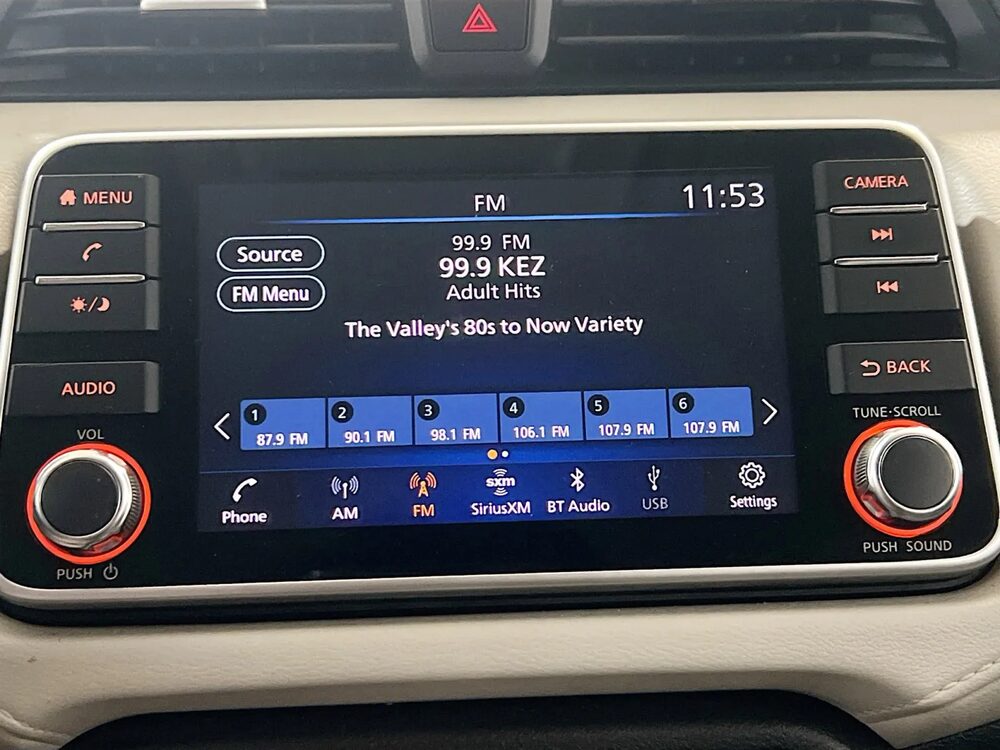 MENU
AUDIO
VOL
PUSH
FM
11:53
Source
FM Menu
99.9 FM
99.9 KEZ
Adult Hits
The Valley's 80s to Now Variety
1 87.9 FM
2 90.1 FM
3 98.1 FM
4 106.1 FM
5 107.9 FM
6 107.9 FM
Phone
AM
FM
sxm
SiriusXM
BT Audio
USB
Settings
CAMERA
BACK
TUNE·SCROLL
PUSH SOUND